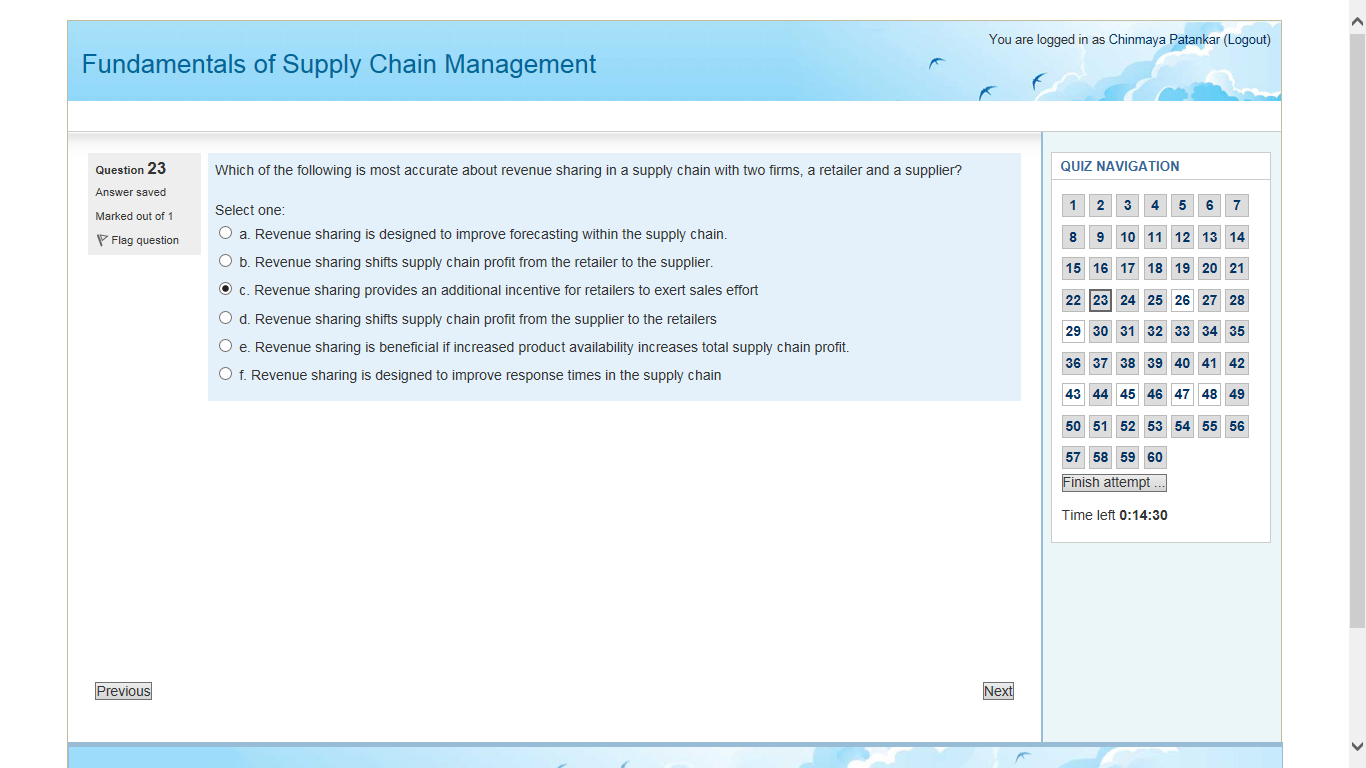 You are logged in as Chinmaya Patankar (Logout)
Fundamentals of Supply Chain Management
Question 23
Answer saved
Marked out of 1
Flag question
Which of the following is most accurate about revenue sharing in a supply chain with two firms, a retailer and a supplier?
Select one:
a. Revenue sharing is designed to improve forecasting within the supply chain.
b. Revenue sharing shifts supply chain profit from the retailer to the supplier.
c. Revenue sharing provides an additional incentive for retailers to exert sales effort
d. Revenue sharing shifts supply chain profit from the supplier to the retailers
e. Revenue sharing is beneficial if increased product availability increases total supply chain profit.
f. Revenue sharing is designed to improve response times in the supply chain
Previous
Next
QUIZ NAVIGATION
1 2 3 4 5 6 7
8 9 10 11 12 13 14
15 16 17 18 19 20 21
22 23 24 25 26 27 28
29 30 31 32 33 34 35
36 37 38 39 40 41 42
43 44 45 46 47 48 49
50 51 52 53 54 55 56
57 58 59 60
Finish attempt ...
Time left 0:14:30